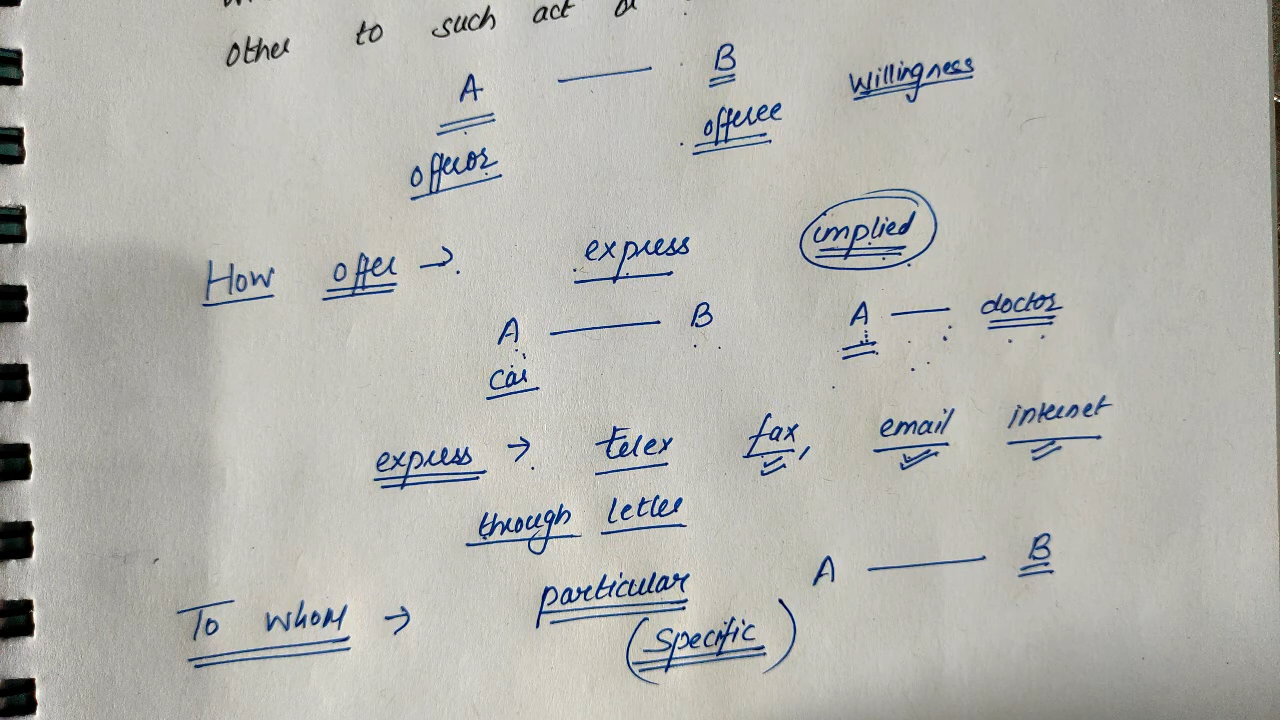 other to such act or
A — B willingness
offeror offeree
How offer → express implied
A — B A — doctor
car
express → telex fax, email internet
through letter
To whom → particular A — B
(specific)